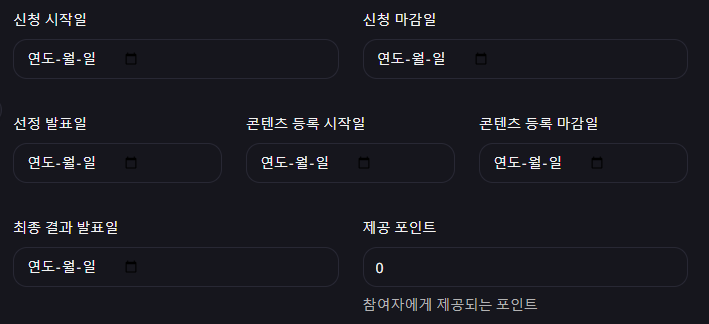 신청 시작일 신청 마감일
연도-월-일 연도-월-일
선정 발표일 콘텐츠 등록 시작일 콘텐츠 등록 마감일
연도-월-일 연도-월-일 연도-월-일
최종 결과 발표일 제공 포인트
연도-월-일 0
참여자에게 제공되는 포인트